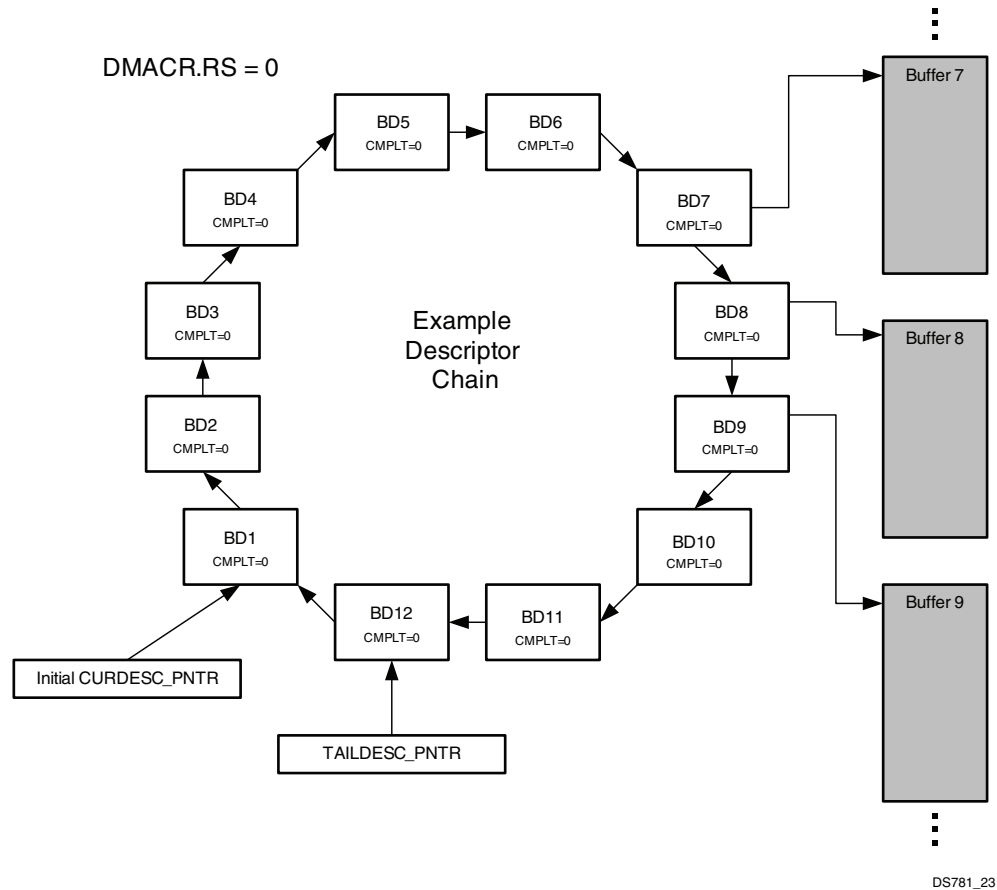 DMACR.RS = 0
Buffer 7
BD5
CMPLT=0
BD6
CMPLT=0
BD4
CMPLT=0
BD7
CMPLT=0
BD3
CMPLT=0
Example
Descriptor
Chain
BD8
CMPLT=0
Buffer 8
BD2
CMPLT=0
BD9
CMPLT=0
BD1
CMPLT=0
BD10
CMPLT=0
BD12
CMPLT=0
BD11
CMPLT=0
Buffer 9
Initial CURDESC_PNTR
TAILDESC_PNTR
DS781_23